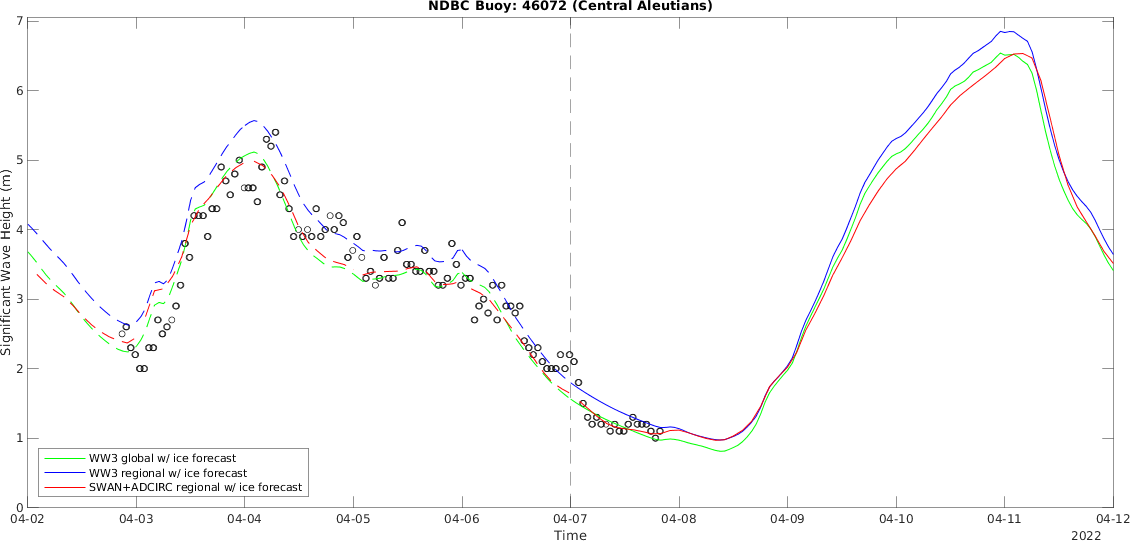 NDBC Buoy: 46072 (Central Aleutians)
7
6
5
4
3
2
1
0
Significant Wave Height (m)
WW3 global w/ ice forecast
WW3 regional w/ ice forecast
SWAN+ADCIRC regional w/ ice forecast
04-02 04-03 04-04 04-05 04-06 04-07 04-08 04-09 04-10 04-11 04-12
Time
2022